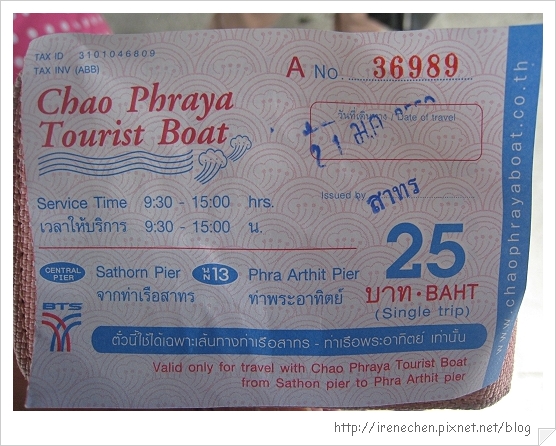 TAX ID 3101046809
TAX INV (ABB)
A No. 36989
Chao Phraya
Tourist Boat
วันที่เดินทาง / Date of travel
21
Issued by สาทร
Service Time 9:30 - 15:00 hrs.
เวลาให้บริการ 9:30 - 15:00 น.
25
บาท • BAHT
(Single trip)
CENTRAL PIER Sathorn Pier น N 13 Phra Arthit Pier
จากท่าเรือสาทร ท่าพระอาทิตย์
BTS
ตั๋วนี้ใช้ได้เฉพาะเส้นทางท่าเรือสาทร - ท่าเรือพระอาทิตย์ เท่านั้น
Valid only for travel with Chao Phraya Tourist Boat
from Sathon pier to Phra Arthit pier
www.chaophrayaboat.co.th
http://irenechen.pixnet.net/blog